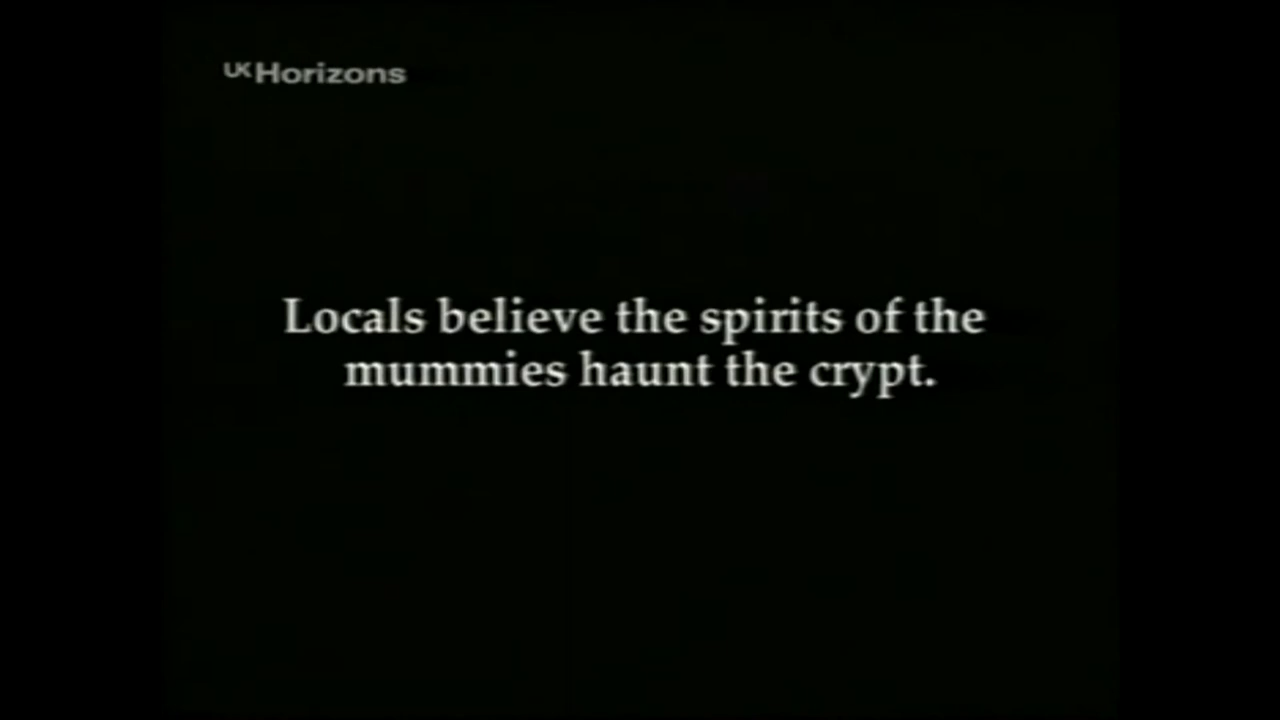 UKHorizons
Locals believe the spirits of the
mummies haunt the crypt.